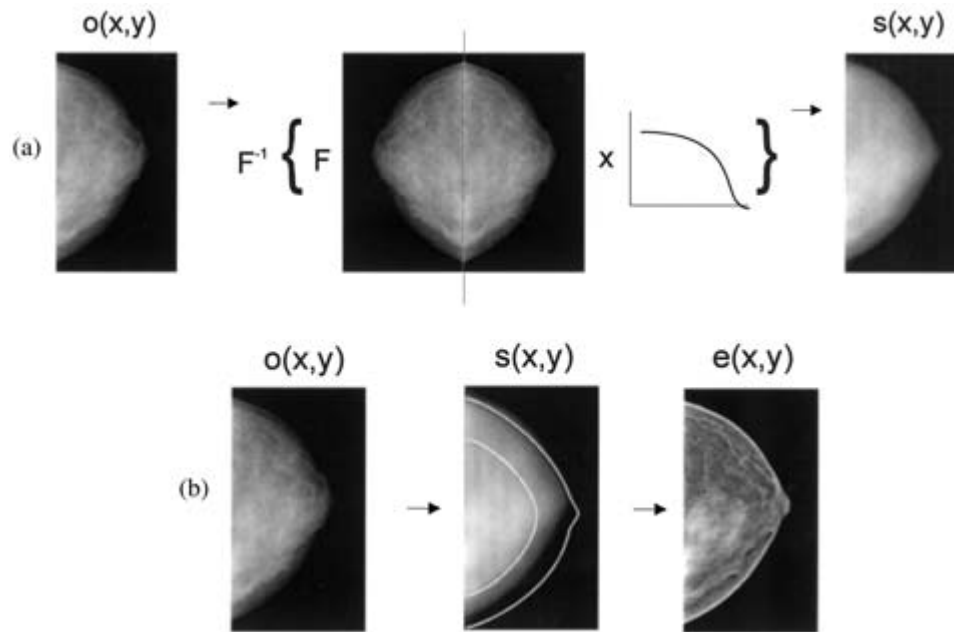 o(x,y)
s(x,y)
(a)
F⁻¹ { F x }
o(x,y)
s(x,y)
e(x,y)
(b)